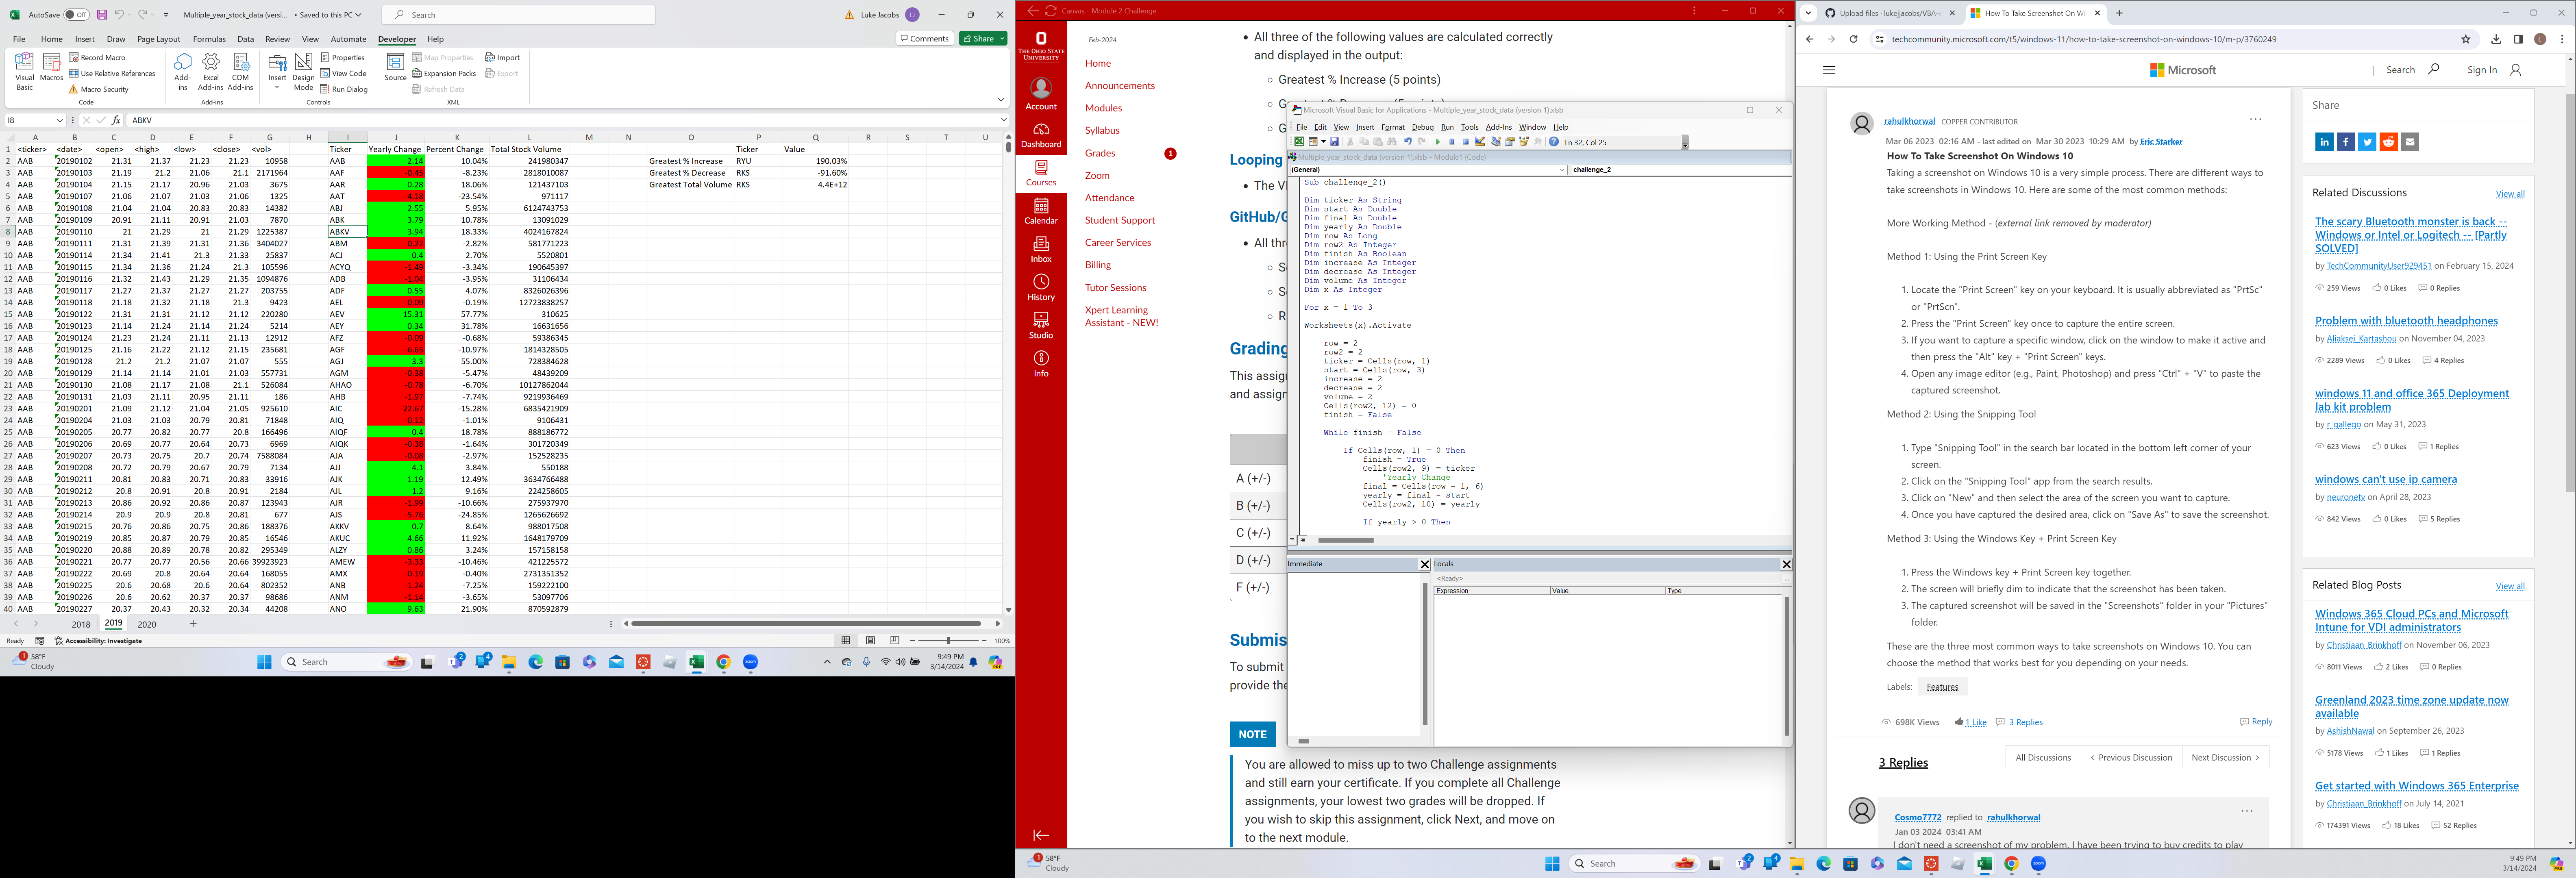 AutoSave Off Multiple_year_stock_data (versi... • Saved to this PC Search Luke Jacobs LJ
File Home Insert Draw Page Layout Formulas Data Review View Automate Developer Help Comments Share
Record Macro
Use Relative References
Macro Security
Visual Basic Macros Add-ins Excel Add-ins COM Add-ins Insert Design Mode
Properties
View Code
Run Dialog
Source Map Properties
Expansion Packs
Refresh Data
Import
Export
Code Add-ins Controls XML
I8 fx ABKV
A B C D E F G H I J K L M N O P Q R S T U
1 <ticker> <date> <open> <high> <low> <close> <vol> Ticker Yearly Change Percent Change Total Stock Volume Ticker Value
2 AAB 20190102 21.31 21.37 21.23 21.23 10958 AAB 2.14 10.04% 241980347 Greatest % Increase RYU 190.03%
3 AAB 20190103 21.19 21.2 21.06 21.1 2171964 AAF -0.45 -8.23% 2818010087 Greatest % Decrease RKS -91.60%
4 AAB 20190104 21.15 21.2 20.96 21.03 3675 AAR 0.28 18.06% 121437103 Greatest Total Volume RKS 4.4E+12
5 AAB 20190107 21.06 21.07 21.03 21.06 1325 AAT -4.18 -23.54% 971117
6 AAB 20190108 21.04 21.04 20.83 20.83 14382 ABJ 2.55 5.95% 6124743753
7 AAB 20190109 20.91 21.11 20.91 21.03 7870 ABK 3.79 10.78% 13091029
8 AAB 20190110 21 21.29 21 21.29 1225387 ABKV 3.94 18.33% 4024167824
9 AAB 20190111 21.31 21.39 21.31 21.36 3404027 ABM -0.22 -2.82% 581771223
10 AAB 20190114 21.34 21.41 21.3 21.33 25837 ACJ 0.4 2.70% 5520801
11 AAB 20190115 21.34 21.36 21.24 21.3 105596 ACYQ -1.49 -3.34% 190645397
12 AAB 20190116 21.32 21.43 21.29 21.35 1094876 ADB -1.04 -3.95% 31106434
13 AAB 20190117 21.27 21.37 21.27 21.27 203755 ADF 0.55 4.07% 8326026396
14 AAB 20190118 21.18 21.32 21.18 21.3 9423 AEL -0.09 -0.19% 12723838257
15 AAB 20190122 21.31 21.31 21.12 21.12 220280 AEV 15.31 57.77% 310625
16 AAB 20190123 21.14 21.24 21.14 21.24 5214 AEY 0.34 31.78% 16631656
17 AAB 20190124 21.23 21.24 21.11 21.13 12912 AFZ -0.09 -0.68% 59386345
18 AAB 20190125 21.16 21.22 21.12 21.15 235681 AGF -6.65 -10.97% 1814328505
19 AAB 20190128 21.2 21.2 21.07 21.07 555 AGJ 3.3 55.00% 728384628
20 AAB 20190129 21.14 21.14 21.01 21.03 557731 AGM -0.38 -5.47% 48439209
21 AAB 20190130 21.08 21.17 21.08 21.1 526084 AHAO -0.78 -6.70% 10127862044
22 AAB 20190131 21.03 21.11 20.95 21.11 186 AHB -1.97 -7.74% 9219936469
23 AAB 20190201 21.09 21.12 21.04 21.05 925610 AIC -22.67 -15.28% 6835421909
24 AAB 20190204 21.03 21.03 20.79 20.81 71848 AIQ -0.12 -1.01% 9106431
25 AAB 20190205 20.77 20.82 20.77 20.8 166496 AIQF 0.4 18.78% 888186772
26 AAB 20190206 20.69 20.77 20.64 20.73 6969 AIQK -0.38 -1.64% 301720349
27 AAB 20190207 20.73 20.75 20.7 20.74 7588084 AJA -0.08 -2.97% 152528235
28 AAB 20190208 20.72 20.79 20.67 20.79 7134 AJJ 4.1 3.84% 550188
29 AAB 20190211 20.81 20.83 20.71 20.83 33916 AJK 1.19 12.49% 3634766488
30 AAB 20190212 20.8 20.91 20.8 20.91 2184 AJL 1.2 9.16% 224258605
31 AAB 20190213 20.86 20.92 20.86 20.87 123943 AJR -1.99 -10.66% 275937970
32 AAB 20190214 20.9 20.9 20.8 20.81 677 AJS -5.76 -24.85% 1265626692
33 AAB 20190215 20.76 20.86 20.75 20.86 188376 AKKV 0.7 8.64% 988017508
34 AAB 20190219 20.85 20.87 20.79 20.85 16546 AKUC 4.66 11.92% 1648179709
35 AAB 20190220 20.88 20.89 20.78 20.82 295349 ALZY 0.86 3.24% 157158158
36 AAB 20190221 20.77 20.77 20.56 20.66 39923923 AMEW -3.33 -10.46% 421225572
37 AAB 20190222 20.69 20.8 20.64 20.64 168055 AMX -0.19 -0.40% 2731351352
38 AAB 20190225 20.6 20.68 20.6 20.64 802352 ANB -1.24 -7.25% 159222100
39 AAB 20190226 20.6 20.62 20.37 20.37 98686 ANM -1.14 -3.65% 53097706
40 AAB 20190227 20.37 20.43 20.32 20.34 44208 ANO 9.63 21.90% 870592879
2018 2019 2020
Ready Accessibility: Investigate 100%
58°F
Cloudy
Search
9:49 PM
3/14/2024
Canvas - Module 2 Challenge
THE OHIO STATE UNIVERSITY
Account
Dashboard
Courses
Calendar
Inbox
History
Studio
Info
Feb-2024
Home
Announcements
Modules
Syllabus
Grades 1
Zoom
Attendance
Student Support
Career Services
Billing
Tutor Sessions
Xpert Learning
Assistant - NEW!
All three of the following values are calculated correctly
and displayed in the output:
Greatest % Increase (5 points)
Looping
GitHub/G
All thr
Grading
This assig
and assign
A (+/-)
B (+/-)
C (+/-)
D (+/-)
F (+/-)
Submis
To submit
provide the
NOTE
You are allowed to miss up to two Challenge assignments
and still earn your certificate. If you complete all Challenge
assignments, your lowest two grades will be dropped. If
you wish to skip this assignment, click Next, and move on
to the next module.
Microsoft Visual Basic for Applications - Multiple_year_stock_data (version 1).xlsb
File Edit View Insert Format Debug Run Tools Add-Ins Window Help
Ln 32, Col 25
Multiple_year_stock_data (version 1).xlsb - Module1 (Code)
(General) challenge_2
Sub challenge_2()
Dim ticker As String
Dim start As Double
Dim final As Double
Dim yearly As Double
Dim row As Long
Dim row2 As Integer
Dim finish As Boolean
Dim increase As Integer
Dim decrease As Integer
Dim volume As Integer
Dim x As Integer
For x = 1 To 3
Worksheets(x).Activate
row = 2
row2 = 2
ticker = Cells(row, 1)
start = Cells(row, 3)
increase = 2
decrease = 2
volume = 2
Cells(row2, 12) = 0
finish = False
While finish = False
If Cells(row, 1) = 0 Then
finish = True
Cells(row2, 9) = ticker
'Yearly Change
final = Cells(row - 1, 6)
yearly = final - start
Cells(row2, 10) = yearly
If yearly > 0 Then
Immediate
Locals
<Ready>
Expression Value Type
58°F
Cloudy
Search
9:49 PM
3/14/2024
Upload files · lukejjacobs/VBA-
How To Take Screenshot On Wi
techcommunity.microsoft.com/t5/windows-11/how-to-take-screenshot-on-windows-10/m-p/3760249
Microsoft Search Sign In
rahulkhorwal COPPER CONTRIBUTOR
Mar 06 2023 02:16 AM - last edited on Mar 30 2023 10:29 AM by Eric Starker
How To Take Screenshot On Windows 10
Taking a screenshot on Windows 10 is a very simple process. There are different ways to
take screenshots in Windows 10. Here are some of the most common methods:
More Working Method - (external link removed by moderator)
Method 1: Using the Print Screen Key
1. Locate the "Print Screen" key on your keyboard. It is usually abbreviated as "PrtSc"
or "PrtScn".
2. Press the "Print Screen" key once to capture the entire screen.
3. If you want to capture a specific window, click on the window to make it active and
then press the "Alt" key + "Print Screen" keys.
4. Open any image editor (e.g., Paint, Photoshop) and press "Ctrl" + "V" to paste the
captured screenshot.
Method 2: Using the Snipping Tool
1. Type "Snipping Tool" in the search bar located in the bottom left corner of your
screen.
2. Click on the "Snipping Tool" app from the search results.
3. Click on "New" and then select the area of the screen you want to capture.
4. Once you have captured the desired area, click on "Save As" to save the screenshot.
Method 3: Using the Windows Key + Print Screen Key
1. Press the Windows key + Print Screen key together.
2. The screen will briefly dim to indicate that the screenshot has been taken.
3. The captured screenshot will be saved in the "Screenshots" folder in your "Pictures"
folder.
These are the three most common ways to take screenshots on Windows 10. You can
choose the method that works best for you depending on your needs.
Labels: Features
698K Views 1 Like 3 Replies Reply
3 Replies All Discussions Previous Discussion Next Discussion
Cosmo7772 replied to rahulkhorwal
Jan 03 2024 03:41 AM
I don't need a screenshot of my problem. I have been trying to buy credits to play
Share
Related Discussions View all
The scary Bluetooth monster is back --
Windows or Intel or Logitech -- [Partly
SOLVED]
by TechCommunityUser929451 on February 15, 2024
259 Views 0 Likes 0 Replies
Problem with bluetooth headphones
by Aliaksei_Kartashou on November 04, 2023
2289 Views 0 Likes 4 Replies
windows 11 and office 365 Deployment
lab kit problem
by r_gallego on May 31, 2023
623 Views 0 Likes 1 Replies
windows can't use ip camera
by neuronetv on April 28, 2023
842 Views 0 Likes 5 Replies
Related Blog Posts View all
Windows 365 Cloud PCs and Microsoft
Intune for VDI administrators
by Christiaan_Brinkhoff on November 06, 2023
8011 Views 2 Likes 0 Replies
Greenland 2023 time zone update now
available
by AshishNawal on September 26, 2023
5178 Views 1 Likes 1 Replies
Get started with Windows 365 Enterprise
by Christiaan_Brinkhoff on July 14, 2021
174391 Views 18 Likes 52 Replies